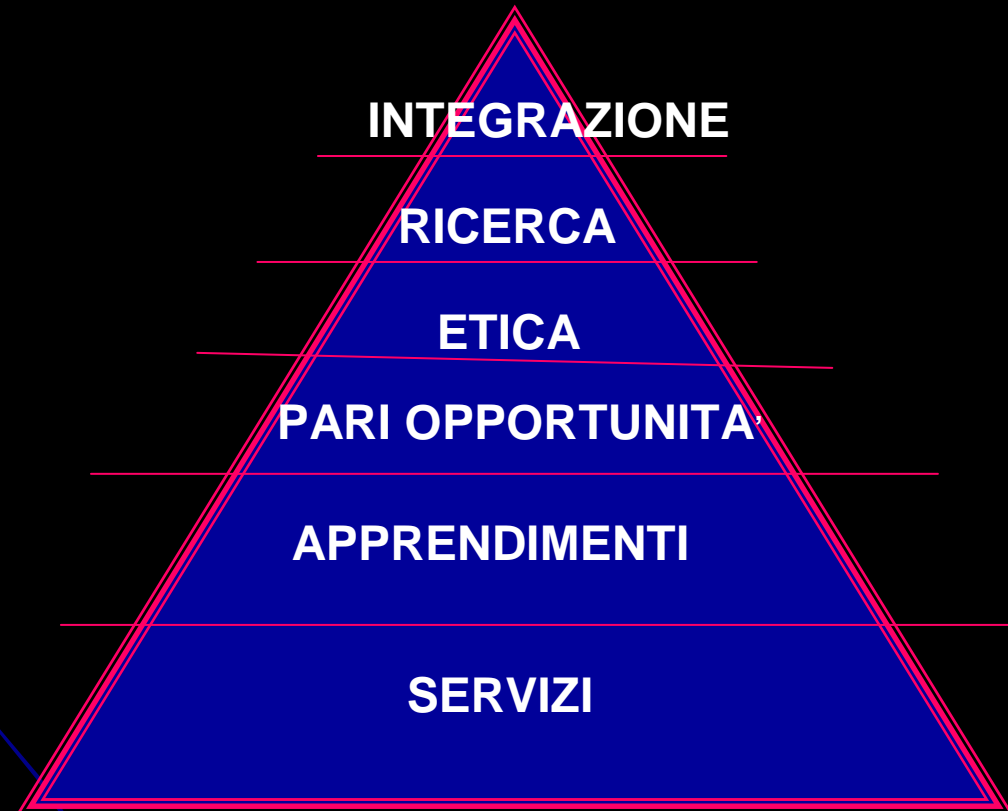 INTEGRAZIONE
RICERCA
ETICA
PARI OPPORTUNITA’
APPRENDIMENTI
SERVIZI